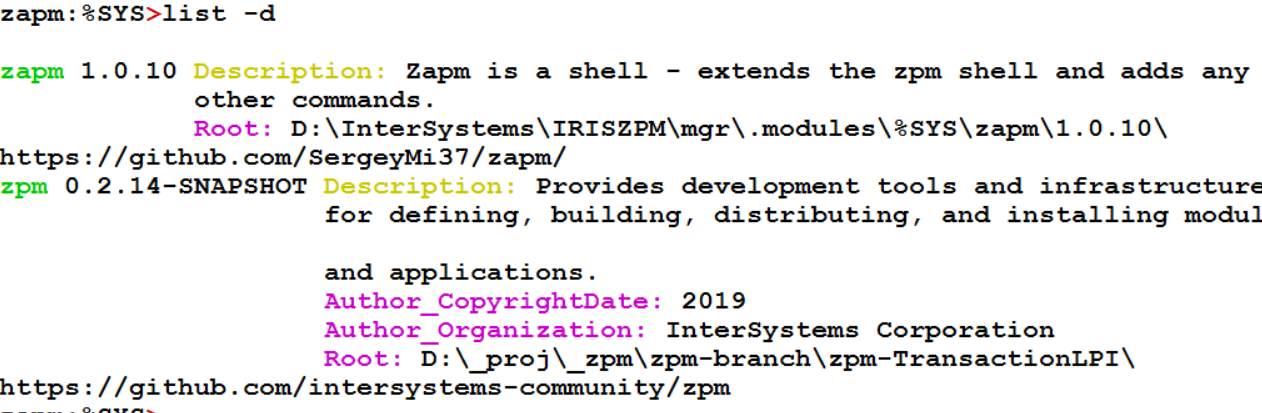 zapm:%SYS>list -d
zapm 1.0.10 Description: Zapm is a shell - extends the zpm shell and adds any
other commands.
Root: D:\InterSystems\IRISZPM\mgr\.modules\%SYS\zapm\1.0.10\
https://github.com/SergeyMi37/zapm/
zpm 0.2.14-SNAPSHOT Description: Provides development tools and infrastructure
for defining, building, distributing, and installing modul
and applications.
Author_CopyrightDate: 2019
Author_Organization: InterSystems Corporation
Root: D:\_proj\_zpm\zpm-branch\zpm-TransactionLPI\
https://github.com/intersystems-community/zpm
zapm:%SYS>